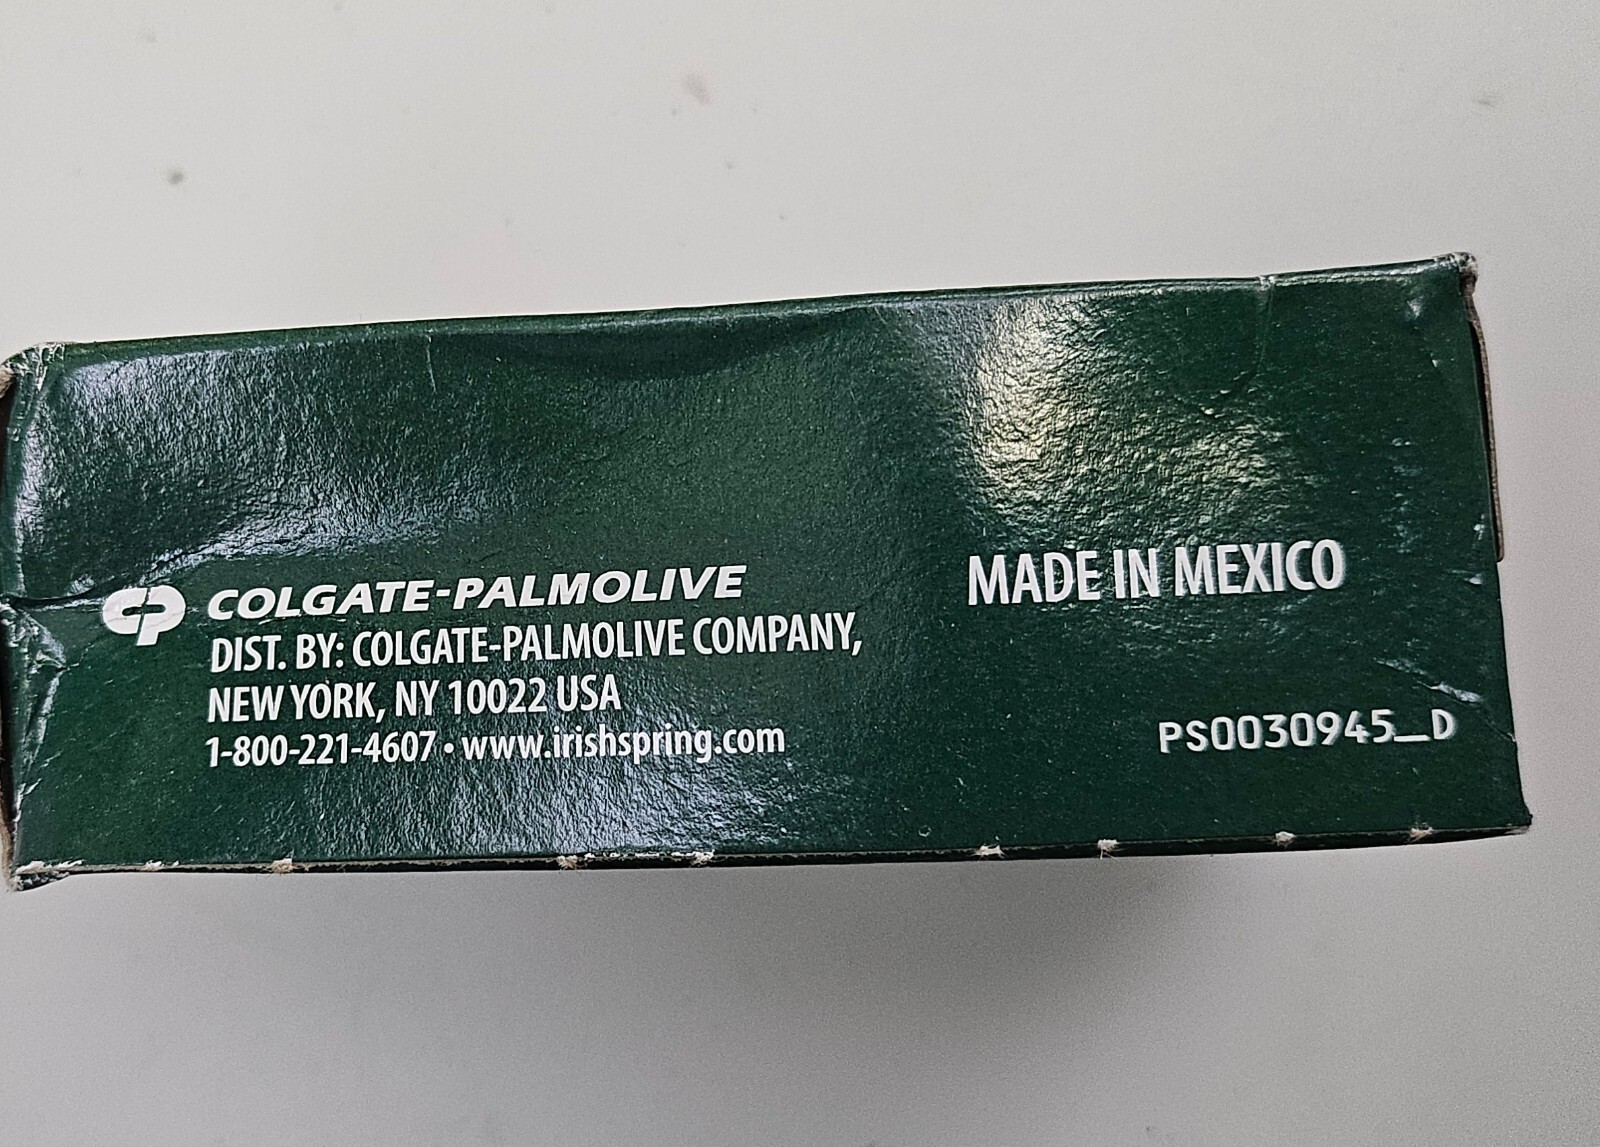 CP COLGATE-PALMOLIVE
DIST. BY: COLGATE-PALMOLIVE COMPANY,
NEW YORK, NY 10022 USA
1-800-221-4607 • www.irishspring.com
MADE IN MEXICO
PS0030945_D